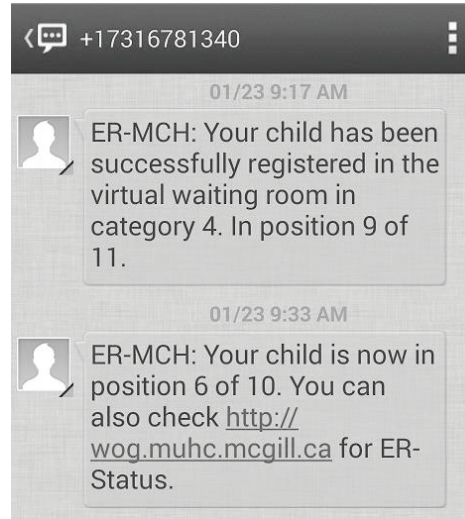 +17316781340
01/23 9:17 AM
ER-MCH: Your child has been
successfully registered in the
virtual waiting room in
category 4. In position 9 of
11.
01/23 9:33 AM
ER-MCH: Your child is now in
position 6 of 10. You can
also check http://
wog.muhc.mcgill.ca for ER-
Status.